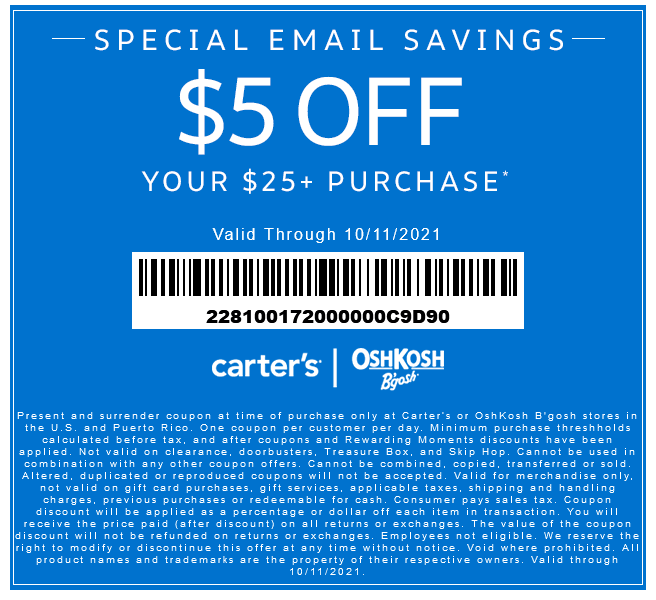 SPECIAL EMAIL SAVINGS
$5 OFF
YOUR $25+ PURCHASE*
Valid Through 10/11/2021
228100172000000C9D90
carter's | OSHKOSH
B'gosh
Present and surrender coupon at time of purchase only at Carter's or OshKosh B'gosh stores in
the U.S. and Puerto Rico. One coupon per customer per day. Minimum purchase threshholds
calculated before tax, and after coupons and Rewarding Moments discounts have been
applied. Not valid on clearance, doorbusters, Treasure Box, and Skip Hop. Cannot be used in
combination with any other coupon offers. Cannot be combined, copied, transferred or sold.
Altered, duplicated or reproduced coupons will not be accepted. Valid for merchandise only,
not valid on gift card purchases, gift services, applicable taxes, shipping and handling
charges, previous purchases or redeemable for cash. Consumer pays sales tax. Coupon
discount will be applied as a percentage or dollar off each item in transaction. You will
receive the price paid (after discount) on all returns or exchanges. The value of the coupon
discount will not be refunded on returns or exchanges. Employees not eligible. We reserve the
right to modify or discontinue this offer at any time without notice. Void where prohibited. All
product names and trademarks are the property of their respective owners. Valid through
10/11/2021.